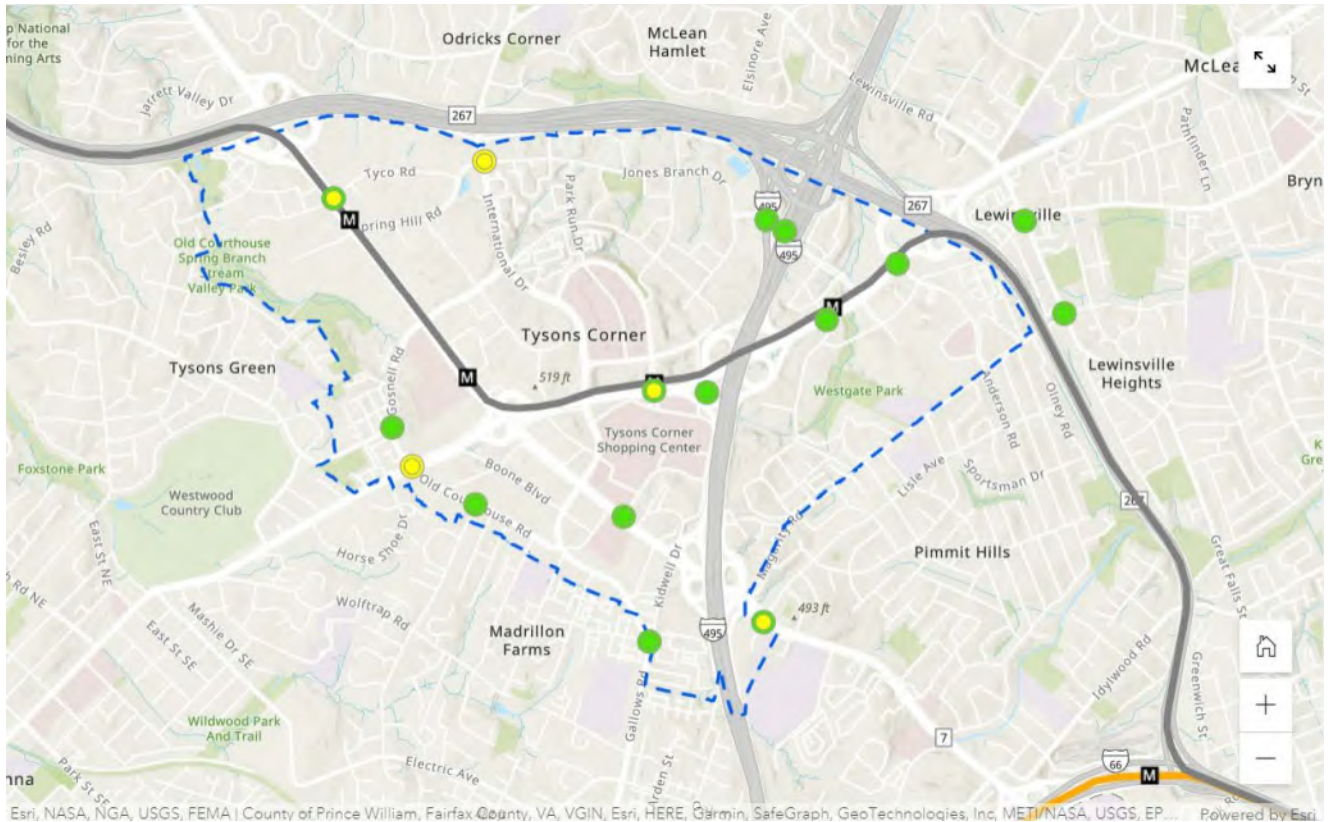 p National
for the
ming Arts
Odricks Corner
McLean
Hamlet
Elsinore Ave
Lewinsville Rd
Jarrett Valley Dr
267
Pathfinder Ln
Tyco Rd
Jones Branch Dr
Bryn
Besley Rd
M
Spring Hill Rd
International Dr
Park Run Dr
495
267
Lewinsville
Old Courthouse
Spring Branch
Stream
Valley Park
495
M
Tysons Corner
Tysons Green
Gosnell Rd
M
519 ft
Westgate Park
Anderson Rd
Olney Rd
Lewinsville
Heights
Tysons Corner
Shopping Center
Foxstone Park
Westwood
Country Club
Boone Blvd
Old Courthouse Rd
Lisle Ave
Sportsman Dr
267
East St NE
Horse Shoe Dr
Magarity Rd
Pimmit Hills
Great Falls St
Kidwell Dr
Wolftrap Rd
493 ft
Mashie Dr SE
East St SE
Madrillon
Farms
495
Idylwood Rd
Greenwich St
Gallows Rd
Wildwood Park
And Trail
7
Electric Ave
66
M
nna
Park St SE
Arden St
Esri, NASA, NGA, USGS, FEMA | County of Prince William, Fairfax County, VA, VGIN, Esri, HERE, Garmin, SafeGraph, GeoTechnologies, Inc, METI/NASA, USGS, EP... Powered by Esri